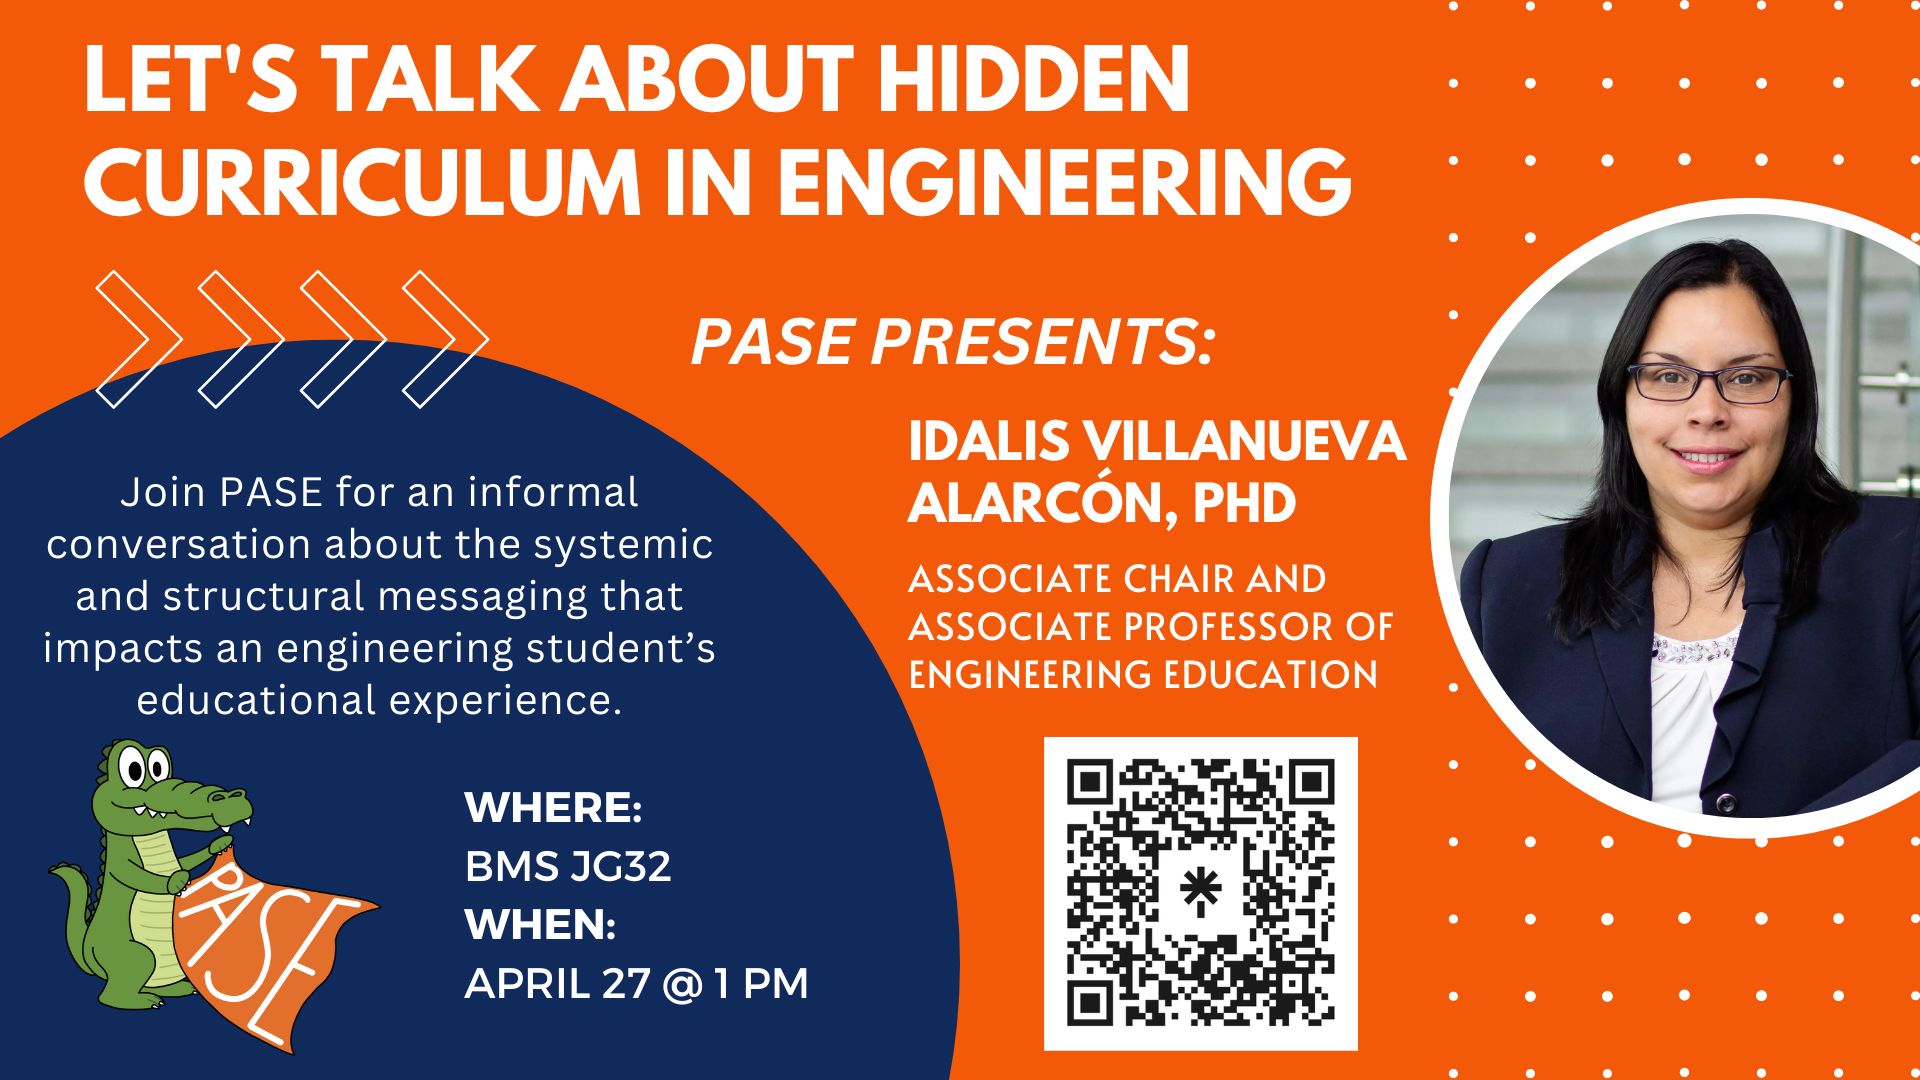 LET'S TALK ABOUT HIDDEN
CURRICULUM IN ENGINEERING
PASE PRESENTS:
IDALIS VILLANUEVA
ALARCÓN, PHD
ASSOCIATE CHAIR AND
ASSOCIATE PROFESSOR OF
ENGINEERING EDUCATION
Join PASE for an informal
conversation about the systemic
and structural messaging that
impacts an engineering student’s
educational experience.
PASE
WHERE:
BMS JG32
WHEN:
APRIL 27 @ 1 PM